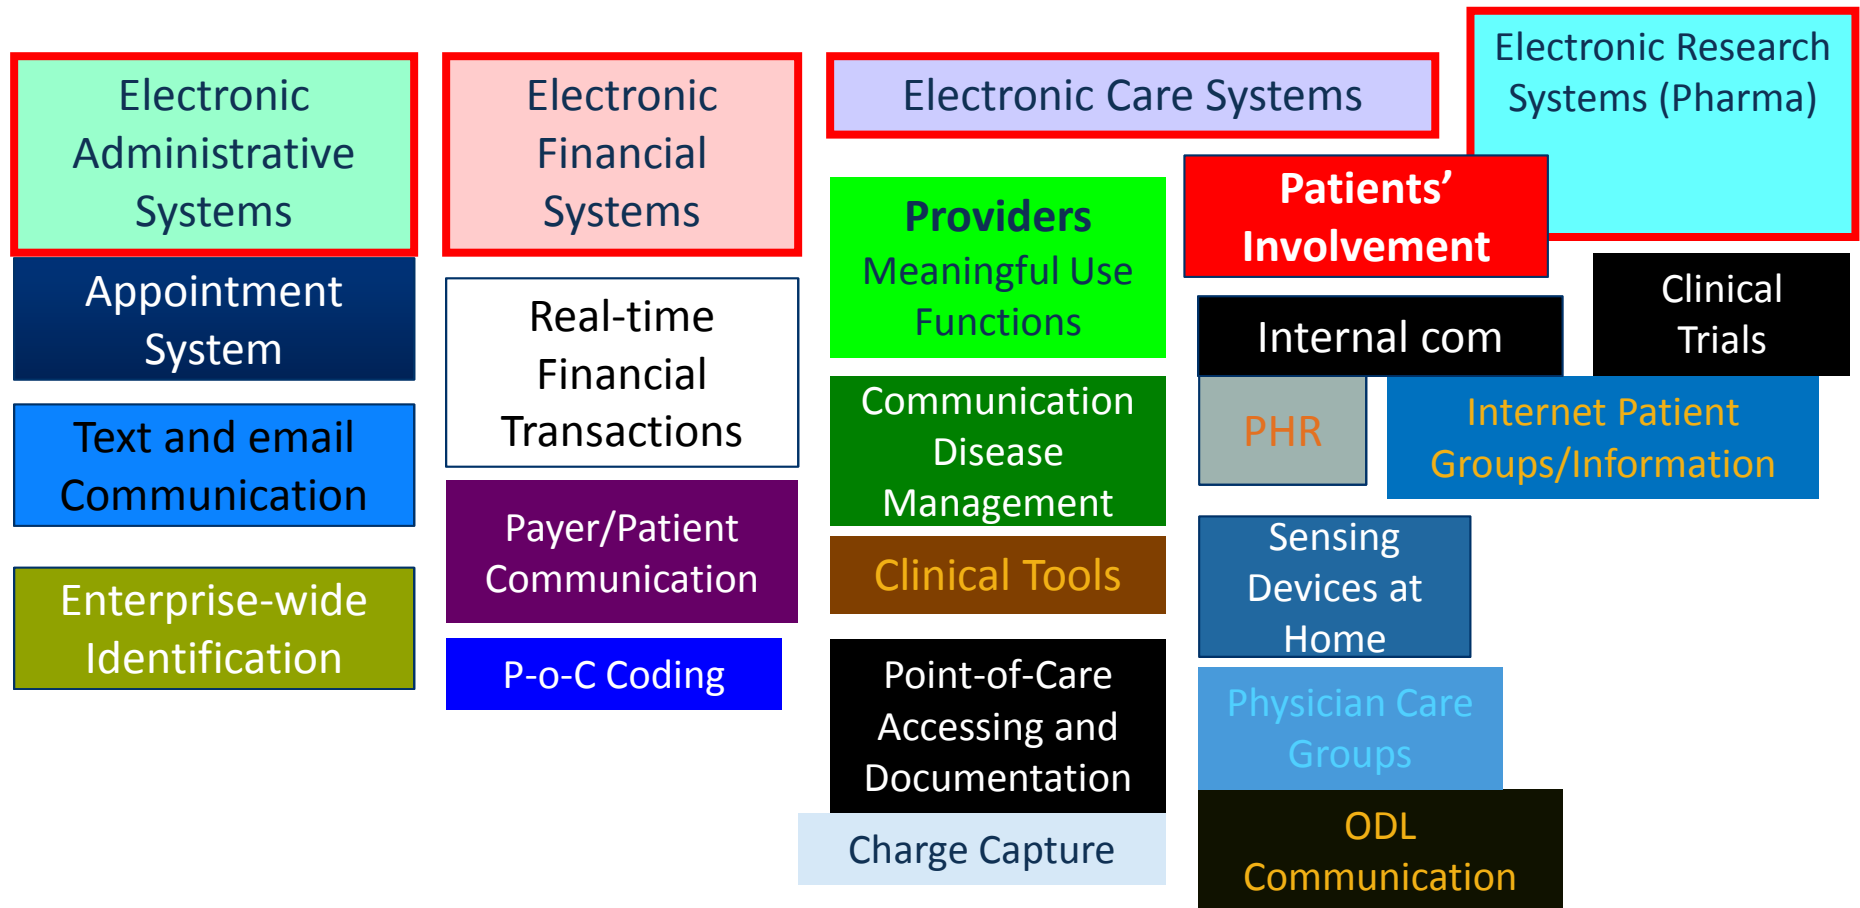 Electronic
Administrative
Systems
Appointment
System
Text and email
Communication
Enterprise-wide
Identification
Electronic
Financial
Systems
Real-time
Financial
Transactions
Payer/Patient
Communication
P-o-C Coding
Electronic Care Systems
Providers
Meaningful Use
Functions
Communication
Disease
Management
Clinical Tools
Point-of-Care
Accessing and
Documentation
Charge Capture
Patients’
Involvement
Internal com
PHR
Internet Patient
Groups/Information
Sensing
Devices at
Home
Physician Care
Groups
ODL
Communication
Electronic Research
Systems (Pharma)
Clinical
Trials